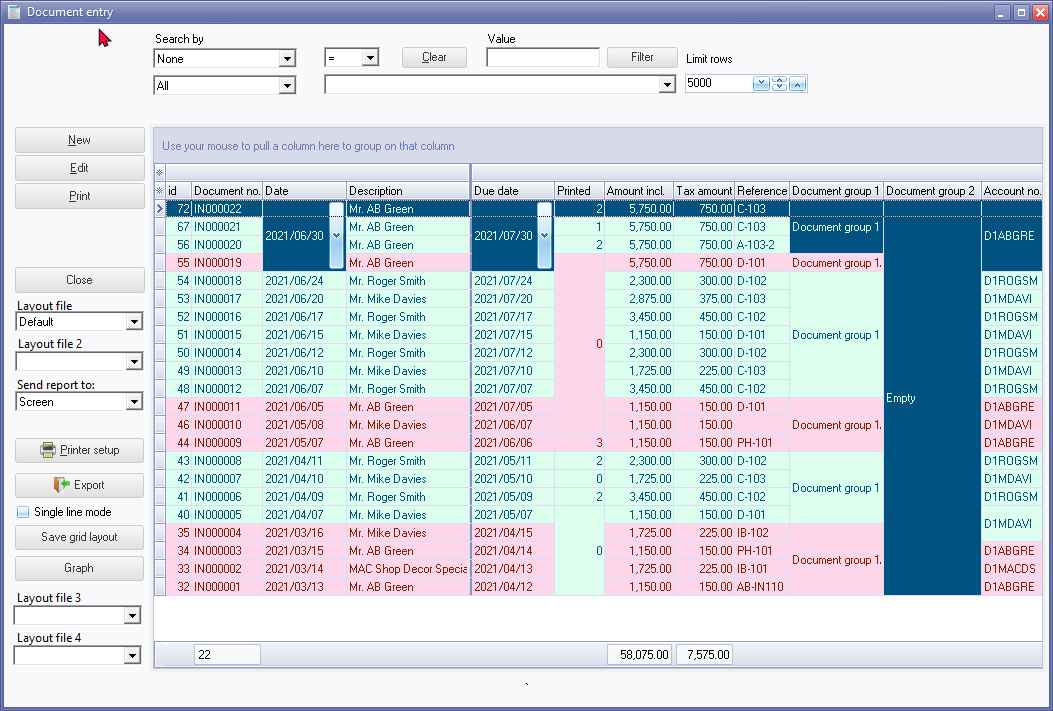 Document entry
Search by
Value
None
=
Clear
Filter
Limit rows
All
5000
New
Edit
Print
Close
Layout file
Default
Layout file 2
Send report to:
Screen
Printer setup
Export
Single line mode
Save grid layout
Graph
Layout file 3
Layout file 4
Use your mouse to pull a column here to group on that column
id Document no. Date Description Due date Printed Amount incl. Tax amount Reference Document group 1 Document group 2 Account no.
72 IN000022 Mr. AB Green 2 5,750.00 750.00 C-103
67 IN000021 Mr. AB Green 1 5,750.00 750.00 C-103 Document group 1
2021/06/30 2021/07/30 D1ABGRE
56 IN000020 Mr. AB Green 2 5,750.00 750.00 A-103-2
55 IN000019 Mr. AB Green 5,750.00 750.00 D-101 Document group 1.
54 IN000018 2021/06/24 Mr. Roger Smith 2021/07/24 2,300.00 300.00 D-102 D1ROGSM
53 IN000017 2021/06/20 Mr. Mike Davies 2021/07/20 2,875.00 375.00 C-103 D1MDAVI
52 IN000016 2021/06/17 Mr. Roger Smith 2021/07/17 3,450.00 450.00 C-102 D1ROGSM
51 IN000015 2021/06/15 Mr. Mike Davies 2021/07/15 1,150.00 150.00 D-101 Document group 1 D1MDAVI
0
50 IN000014 2021/06/12 Mr. Roger Smith 2021/07/12 2,300.00 300.00 D-102 D1ROGSM
49 IN000013 2021/06/10 Mr. Mike Davies 2021/07/10 1,725.00 225.00 C-103 D1MDAVI
48 IN000012 2021/06/07 Mr. Roger Smith 2021/07/07 3,450.00 450.00 C-102 D1ROGSM
Empty
47 IN000011 2021/06/05 Mr. AB Green 2021/07/05 1,150.00 150.00 D-101 D1ABGRE
46 IN000010 2021/05/08 Mr. Mike Davies 2021/06/07 1,150.00 150.00 Document group 1. D1MDAVI
44 IN000009 2021/05/07 Mr. AB Green 2021/06/06 3 1,150.00 150.00 PH-101 D1ABGRE
43 IN000008 2021/04/11 Mr. Roger Smith 2021/05/11 2 2,300.00 300.00 D-102 D1ROGSM
42 IN000007 2021/04/10 Mr. Mike Davies 2021/05/10 0 1,725.00 225.00 C-103 D1MDAVI
Document group 1
41 IN000006 2021/04/09 Mr. Roger Smith 2021/05/09 2 3,450.00 450.00 C-102 D1ROGSM
40 IN000005 2021/04/07 Mr. Mike Davies 2021/05/07 1,150.00 150.00 D-101
D1MDAVI
35 IN000004 2021/03/16 Mr. Mike Davies 2021/04/15 1,725.00 225.00 IB-102
34 IN000003 2021/03/15 Mr. AB Green 2021/04/14 0 1,150.00 150.00 PH-101 D1ABGRE
Document group 1.
33 IN000002 2021/03/14 MAC Shop Decor Specia 2021/04/13 1,725.00 225.00 IB-101 D1MACDS
32 IN000001 2021/03/13 Mr. AB Green 2021/04/12 1,150.00 150.00 AB-IN110 D1ABGRE
22 58,075.00 7,575.00